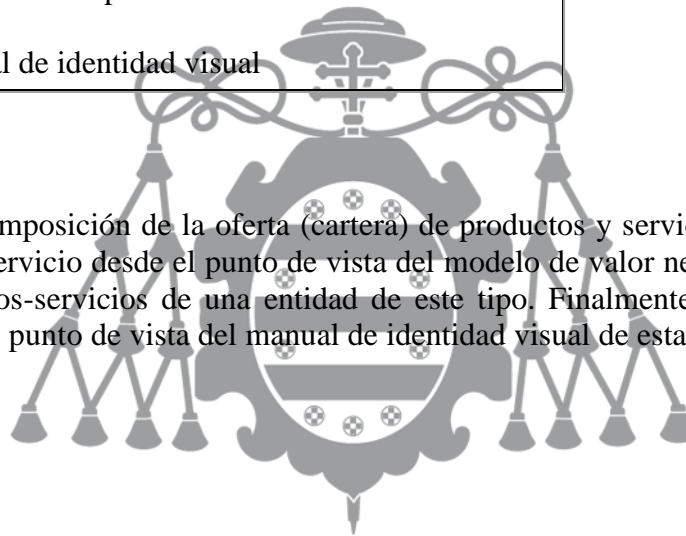 l de identidad visual
mposición de la oferta (cartera) de productos y servi
ervicio desde el punto de vista del modelo de valor ne
os-servicios de una entidad de este tipo. Finalmente
punto de vista del manual de identidad visual de esta